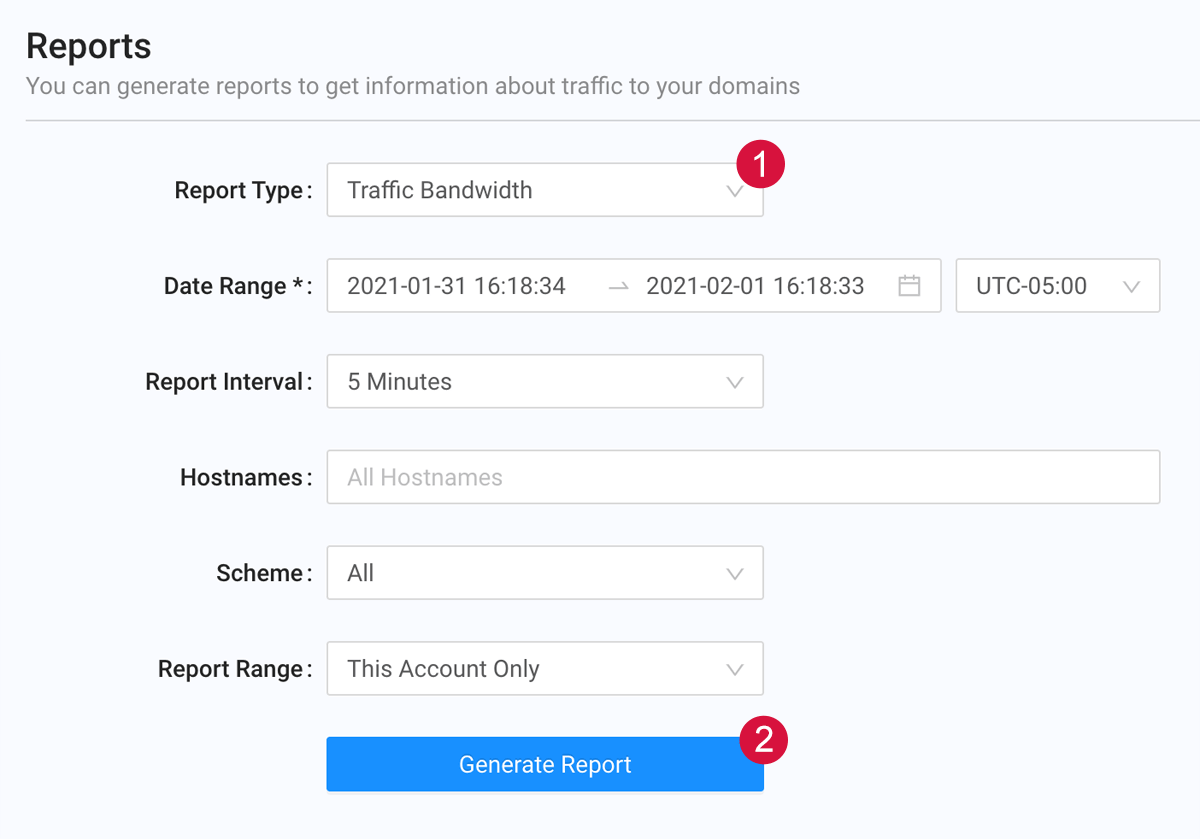 Reports
You can generate reports to get information about traffic to your domains
1
Report Type: Traffic Bandwidth
Date Range *: 2021-01-31 16:18:34 → 2021-02-01 16:18:33 UTC-05:00
Report Interval: 5 Minutes
Hostnames: All Hostnames
Scheme: All
Report Range: This Account Only
2
Generate Report